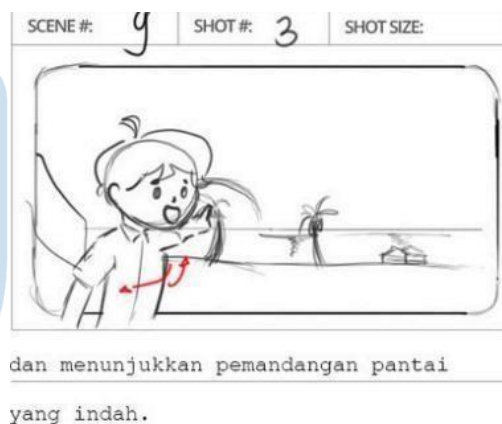 SCENE #: 9 SHOT #: 3 SHOT SIZE:
dan menunjukkan pemandangan pantai
yang indah.